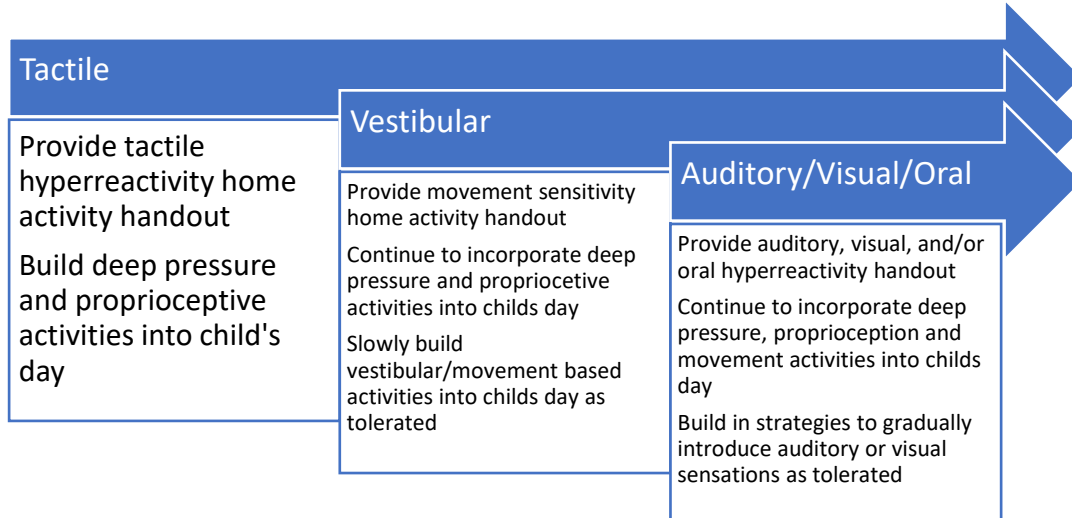 Tactile
Provide tactile
hyperreactivity home
activity handout
Build deep pressure
and proprioceptive
activities into child's
day
Vestibular
Provide movement sensitivity
home activity handout
Continue to incorporate deep
pressure and propriocetive
activities into childs day
Slowly build
vestibular/movement based
activities into childs day as
tolerated
Auditory/Visual/Oral
Provide auditory, visual, and/or
oral hyperreactivity handout
Continue to incorporate deep
pressure, proprioception and
movement activities into childs
day
Build in strategies to gradually
introduce auditory or visual
sensations as tolerated